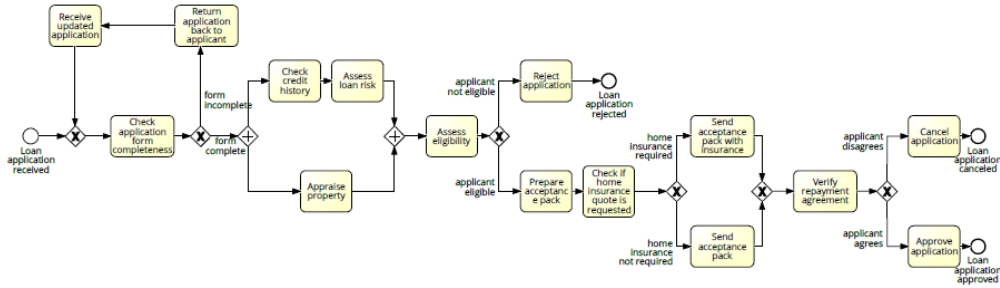 Receive
updated
application
Return
application
back to
applicant
form
incomplete
Loan
application
received
Check
application
form
completeness
form
complete
Check
credit
history
Assess
loan risk
Appraise
property
Assess
eligibility
applicant
not eligible
Reject
application
Loan
application
rejected
applicant
eligible
Prepare
acceptanc
e pack
Check if
home
insurance
quote is
requested
home
insurance
required
Send
acceptance
pack with
insurance
home
insurance
not required
Send
acceptance
pack
Verify
repayment
agreement
applicant
disagrees
Cancel
application
Loan
application
canceled
applicant
agrees
Approve
application
Loan
application
approved